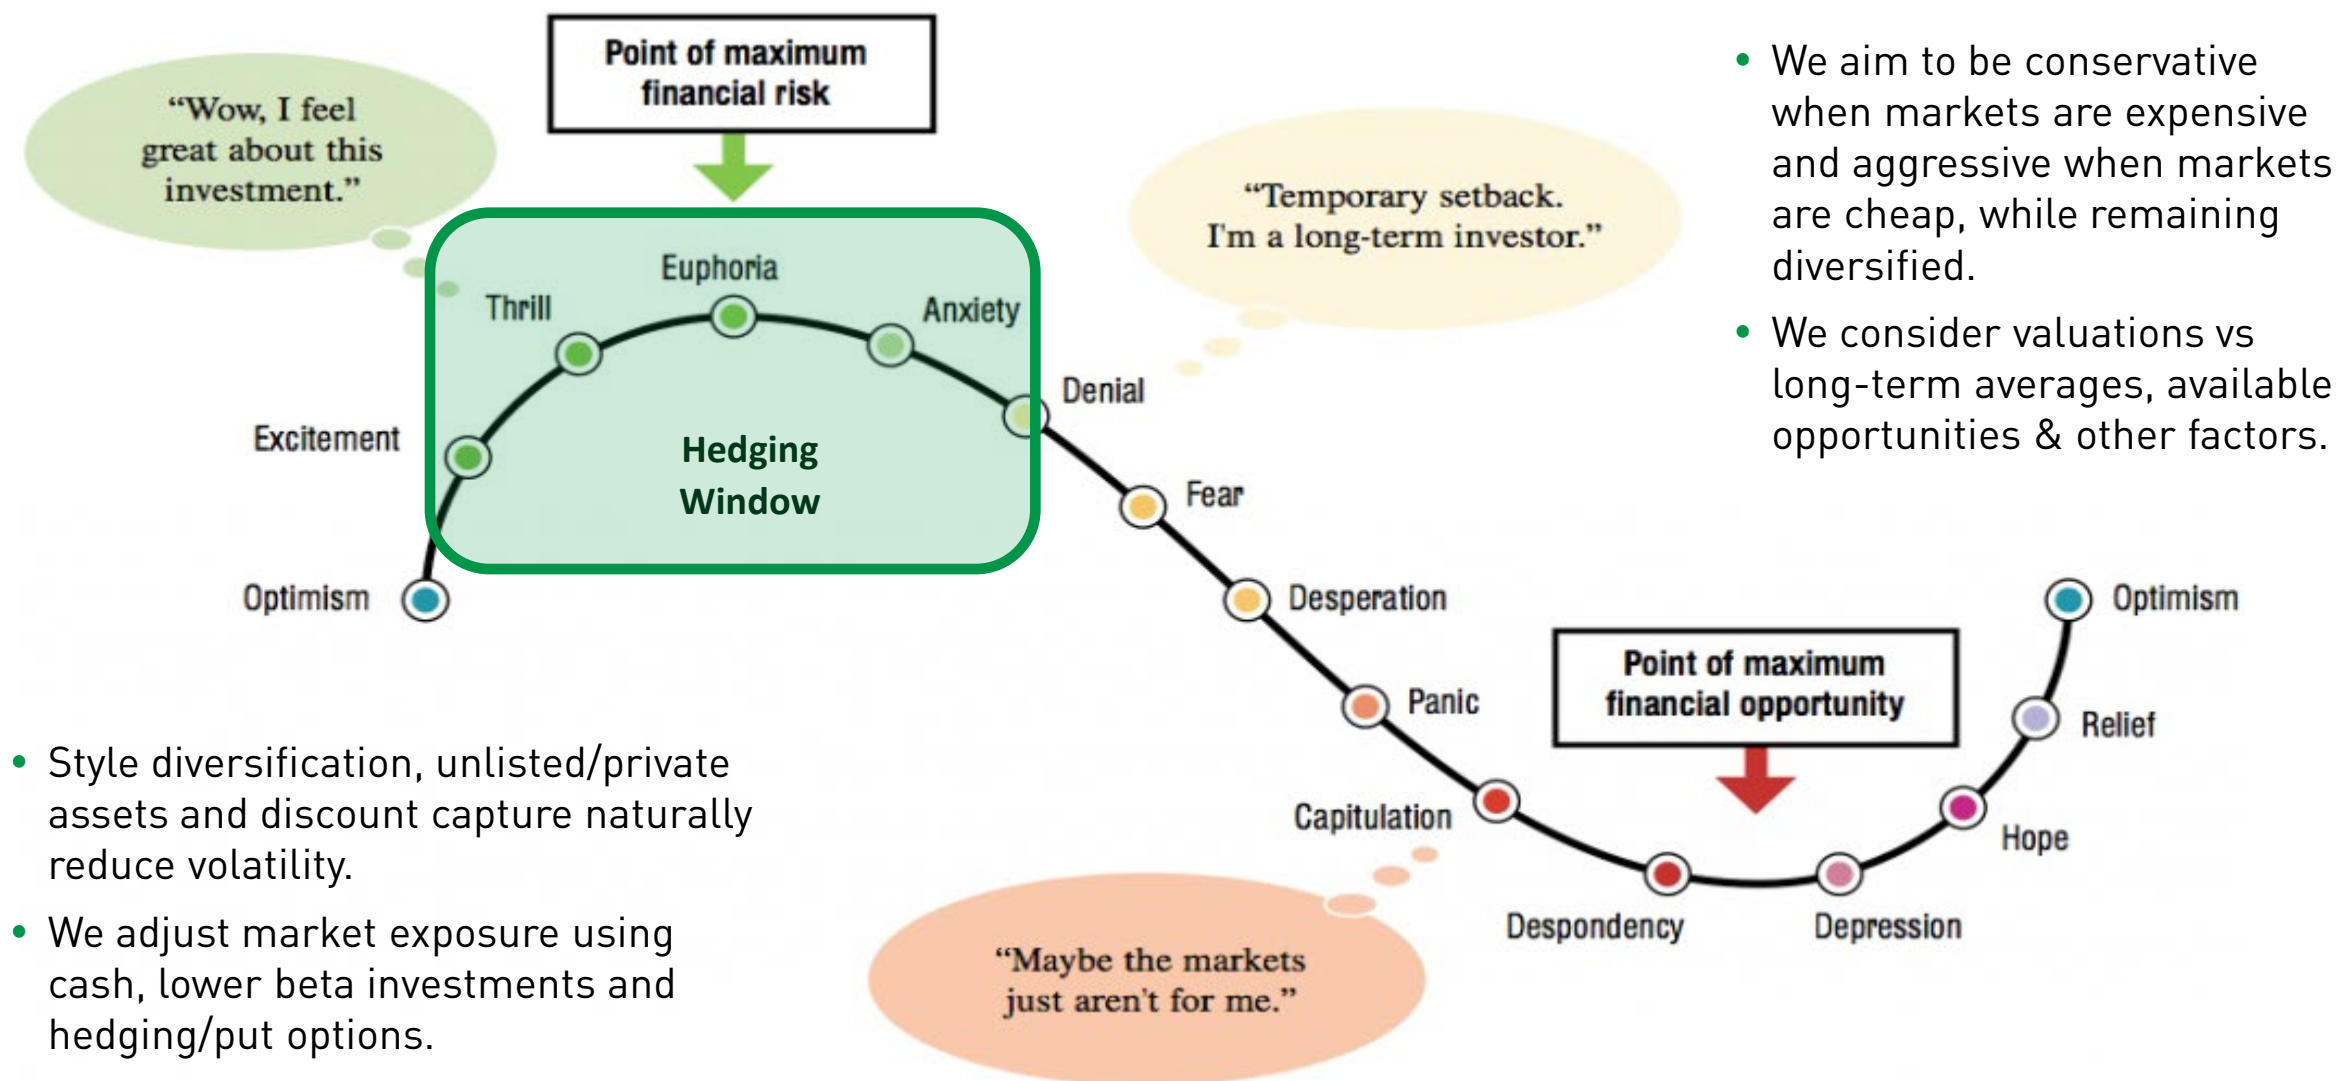 Point of maximum
financial risk
“Wow, I feel
great about this
investment.”
“Temporary setback.
I'm a long-term investor.”
• We aim to be conservative
when markets are expensive
and aggressive when markets
are cheap, while remaining
diversified.
• We consider valuations vs
long-term averages, available
opportunities & other factors.
Optimism
Excitement
Thrill
Euphoria
Anxiety
Denial
Hedging
Window
Fear
Desperation
Panic
Capitulation
Despondency
Depression
Hope
Relief
Optimism
Point of maximum
financial opportunity
“Maybe the markets
just aren't for me.”
• Style diversification, unlisted/private
assets and discount capture naturally
reduce volatility.
• We adjust market exposure using
cash, lower beta investments and
hedging/put options.